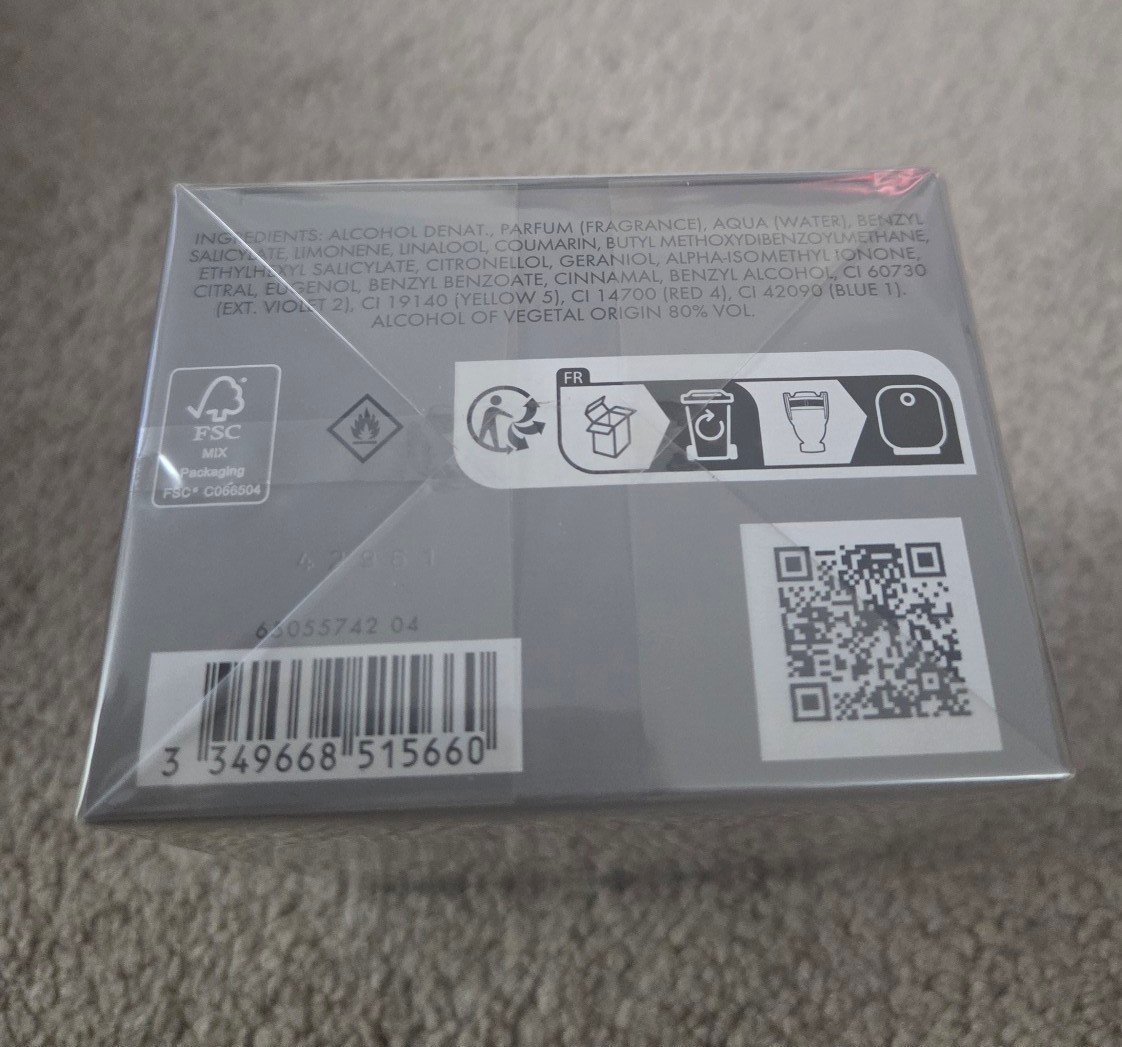 INGREDIENTS: ALCOHOL DENAT., PARFUM (FRAGRANCE), AQUA (WATER), BENZYL
SALICYLATE, LIMONENE, LINALOOL, COUMARIN, BUTYL METHOXYDIBENZOYLMETHANE,
ETHYLHEXYL SALICYLATE, CITRONELLOL, GERANIOL, ALPHA-ISOMETHYL IONONE,
CITRAL, EUGENOL, BENZYL BENZOATE, CINNAMAL, BENZYL ALCOHOL, CI 60730
(EXT. VIOLET 2), CI 19140 (YELLOW 5), CI 14700 (RED 4), CI 42090 (BLUE 1).
ALCOHOL OF VEGETAL ORIGIN 80% VOL.
FR
FSC
MIX
Packaging
FSC® C066504
04
3 349668 515660